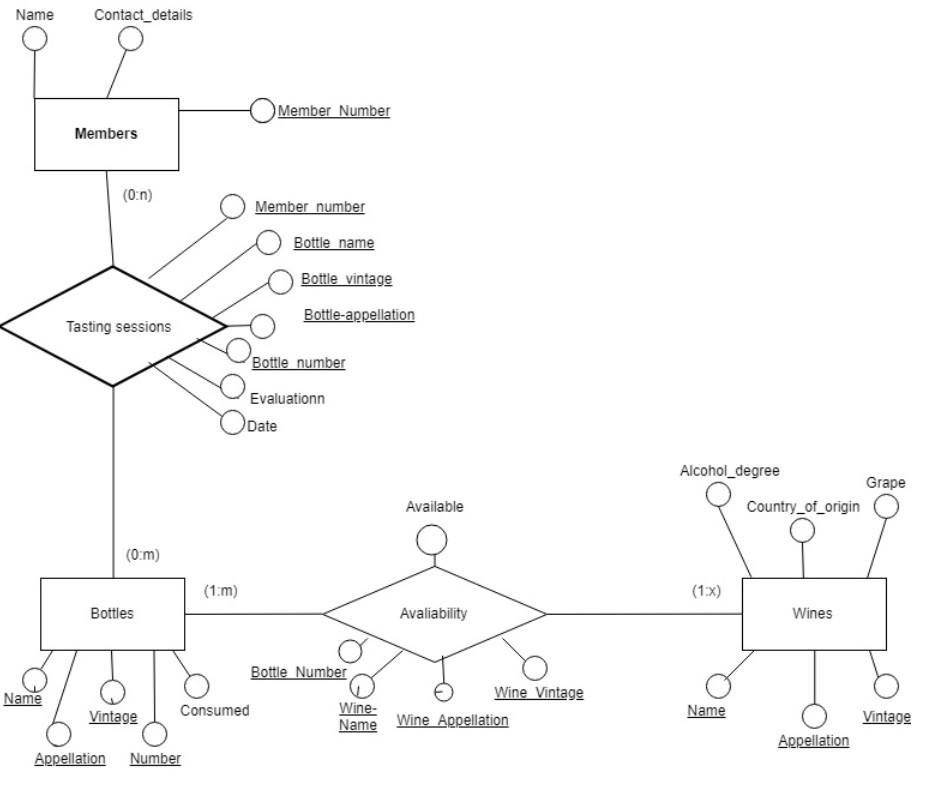 Name
Contact_details
Members
Member_Number
(0:n)
Member_number
Bottle_name
Bottle_vintage
Bottle-appellation
Tasting sessions
Bottle_number
Evaluationn
Date
Alcohol_degree
Grape
Available
Country_of_origin
(0:m)
(1:m)
(1:x)
Bottles
Avaliability
Wines
Bottle_Number
Name
Vintage
Consumed
Wine-
Name
Wine_Appellation
Wine_Vintage
Name
Vintage
Appellation
Appellation
Number